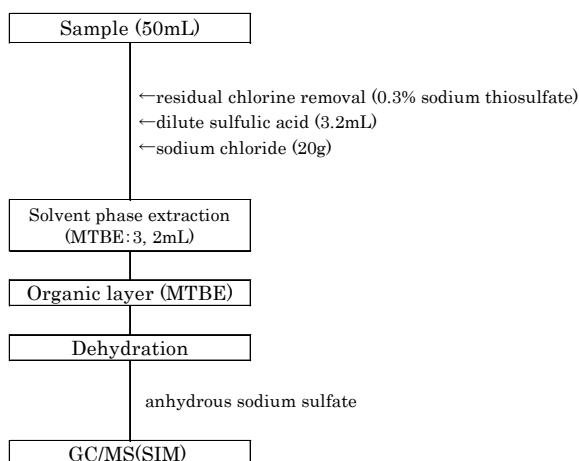 Sample (50mL)
←residual chlorine removal (0.3% sodium thiosulfate)
←dilute sulfulic acid (3.2mL)
←sodium chloride (20g)
Solvent phase extraction
(MTBE:3, 2mL)
Organic layer (MTBE)
Dehydration
anhydrous sodium sulfate
GC/MS(SIM)